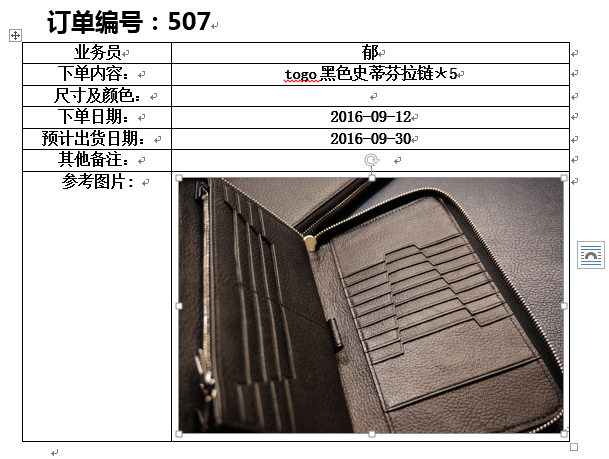 订单编号：507
业务员 郁
下单内容： togo黑色史蒂芬拉链*5
尺寸及颜色：
下单日期： 2016-09-12
预计出货日期： 2016-09-30
其他备注：
参考图片：